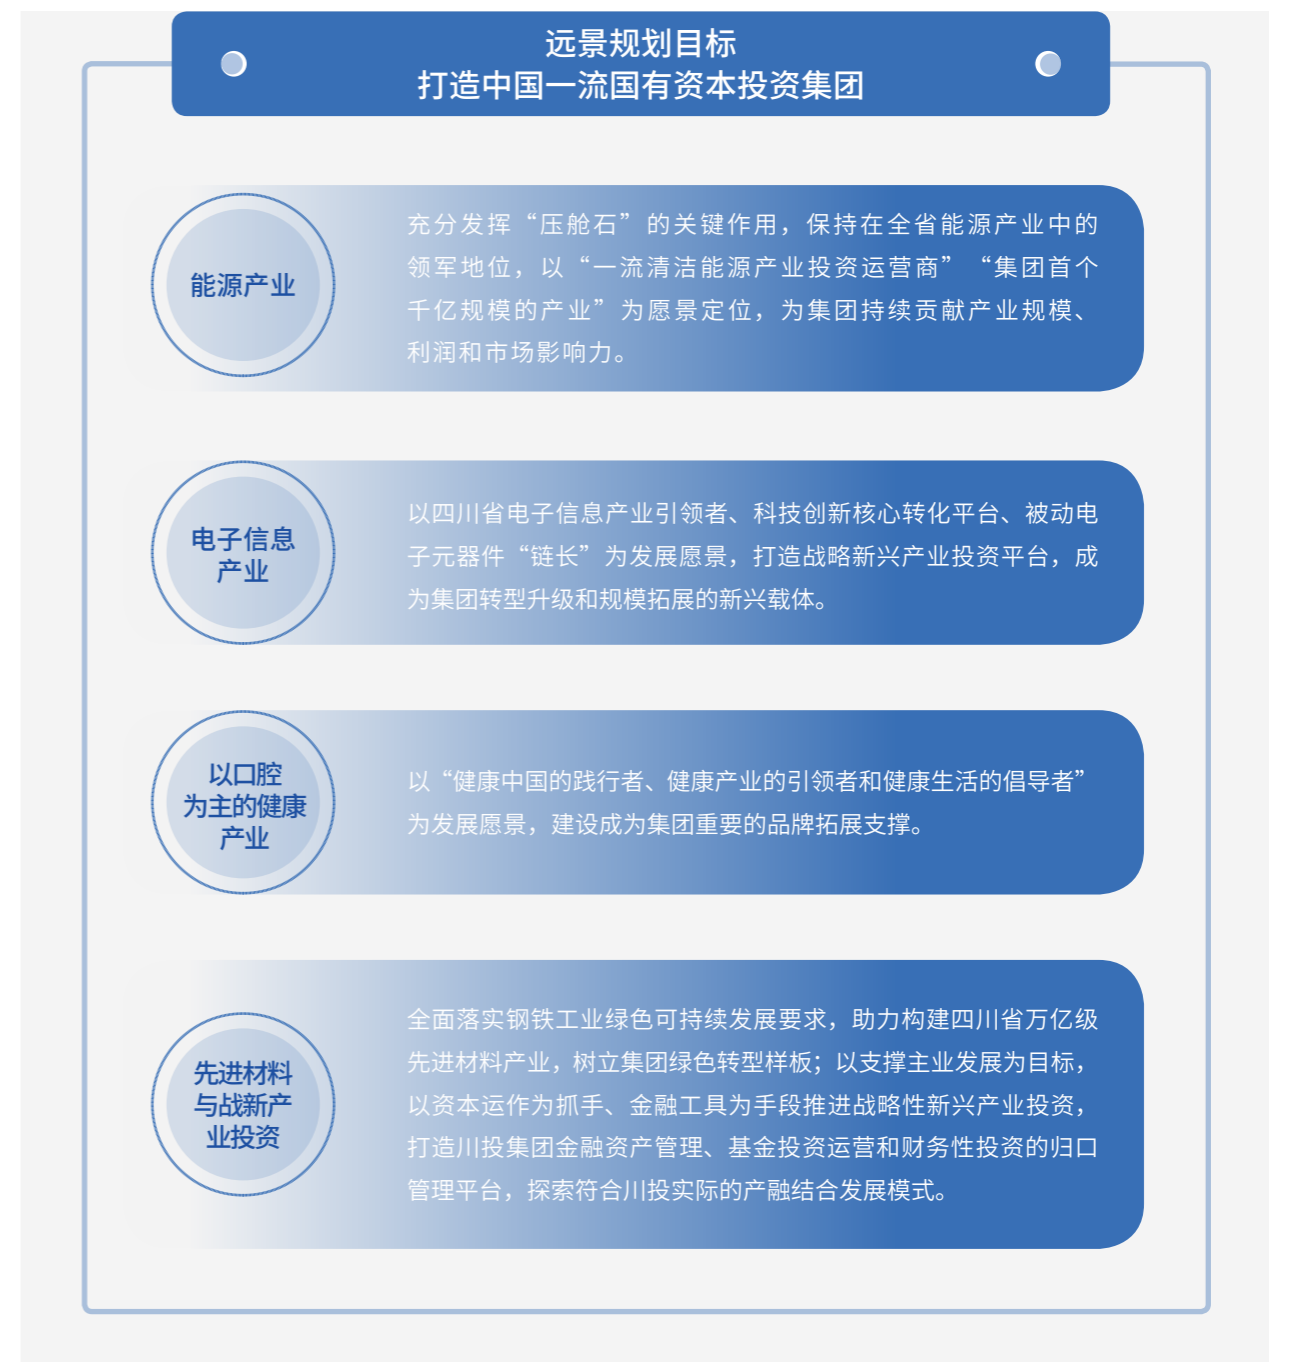 远景规划目标
打造中国一流国有资本投资集团
能源产业
充分发挥“压舱石”的关键作用，保持在全省能源产业中的
领军地位，以“一流清洁能源产业投资运营商”“集团首个
千亿规模的产业”为愿景定位，为集团持续贡献产业规模、
利润和市场影响力。
电子信息
产业
以四川省电子信息产业引领者、科技创新核心转化平台、被动电
子元器件“链长”为发展愿景，打造战略新兴产业投资平台，成
为集团转型升级和规模拓展的新兴载体。
以口腔
为主的健康
产业
以“健康中国的践行者、健康产业的引领者和健康生活的倡导者”
为发展愿景，建设成为集团重要的品牌拓展支撑。
先进材料
与战新产
业投资
全面落实钢铁工业绿色可持续发展要求，助力构建四川省万亿级
先进材料产业，树立集团绿色转型样板；以支撑主业发展为目标，
以资本运作为抓手、金融工具为手段推进战略性新兴产业投资，
打造川投集团金融资产管理、基金投资运营和财务性投资的归口
管理平台，探索符合川投实际的产融结合发展模式。